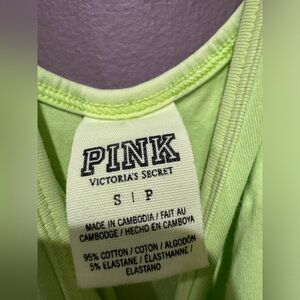 PINK
VICTORIA'S SECRET
S | P
MADE IN CAMBODIA / FAIT AU
CAMBODGE / HECHO EN CAMBOYA
95% COTTON / COTON / ALGODÓN
5% ELASTANE / ÉLASTHANNE /
ELASTANO